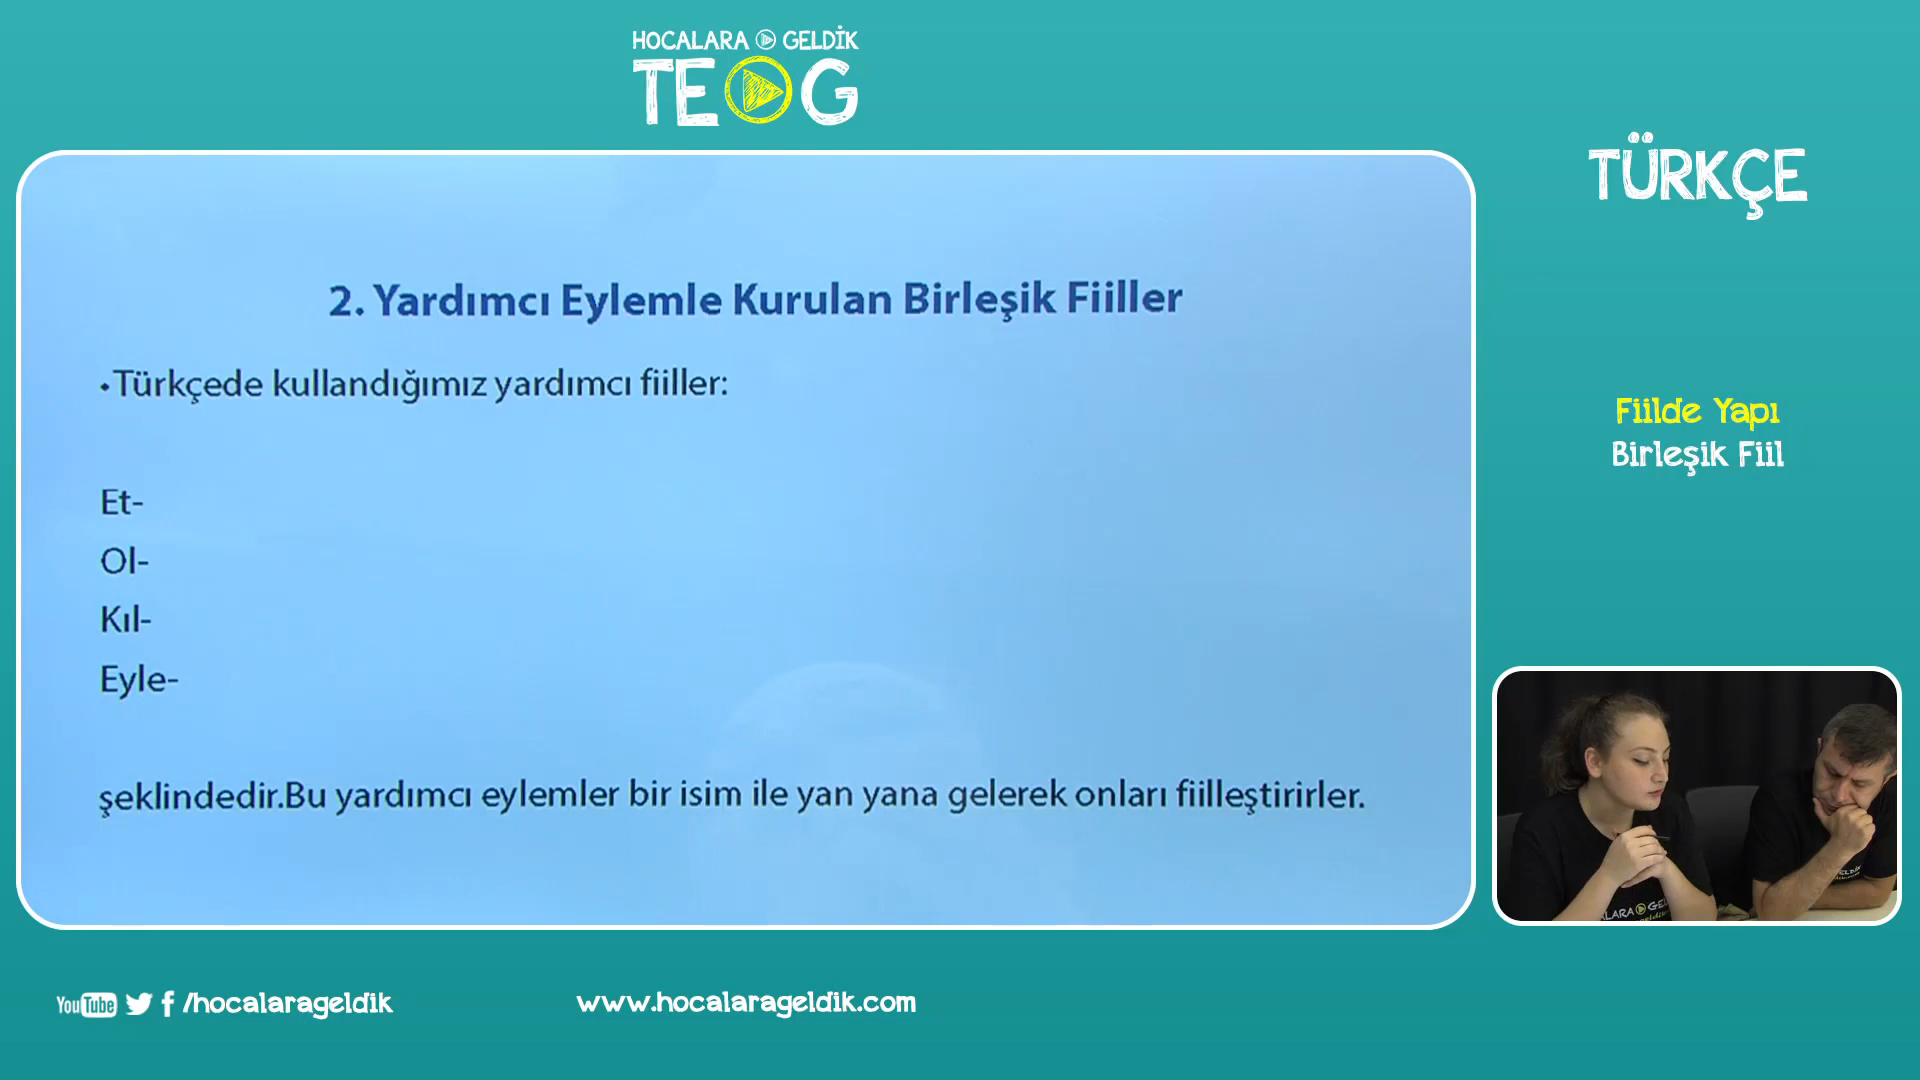 HOCALARA GELDİK
TEOG
TÜRKÇE
2. Yardımcı Eylemle Kurulan Birleşik Fiiller
•Türkçede kullandığımız yardımcı fiiller:
Et-
Ol-
Kıl-
Eyle-
şeklindedir.Bu yardımcı eylemler bir isim ile yan yana gelerek onları fiilleştirirler.
Fiilde Yapı
Birleşik Fiil
YouTube f /hocalarageldik
www.hocalarageldik.com